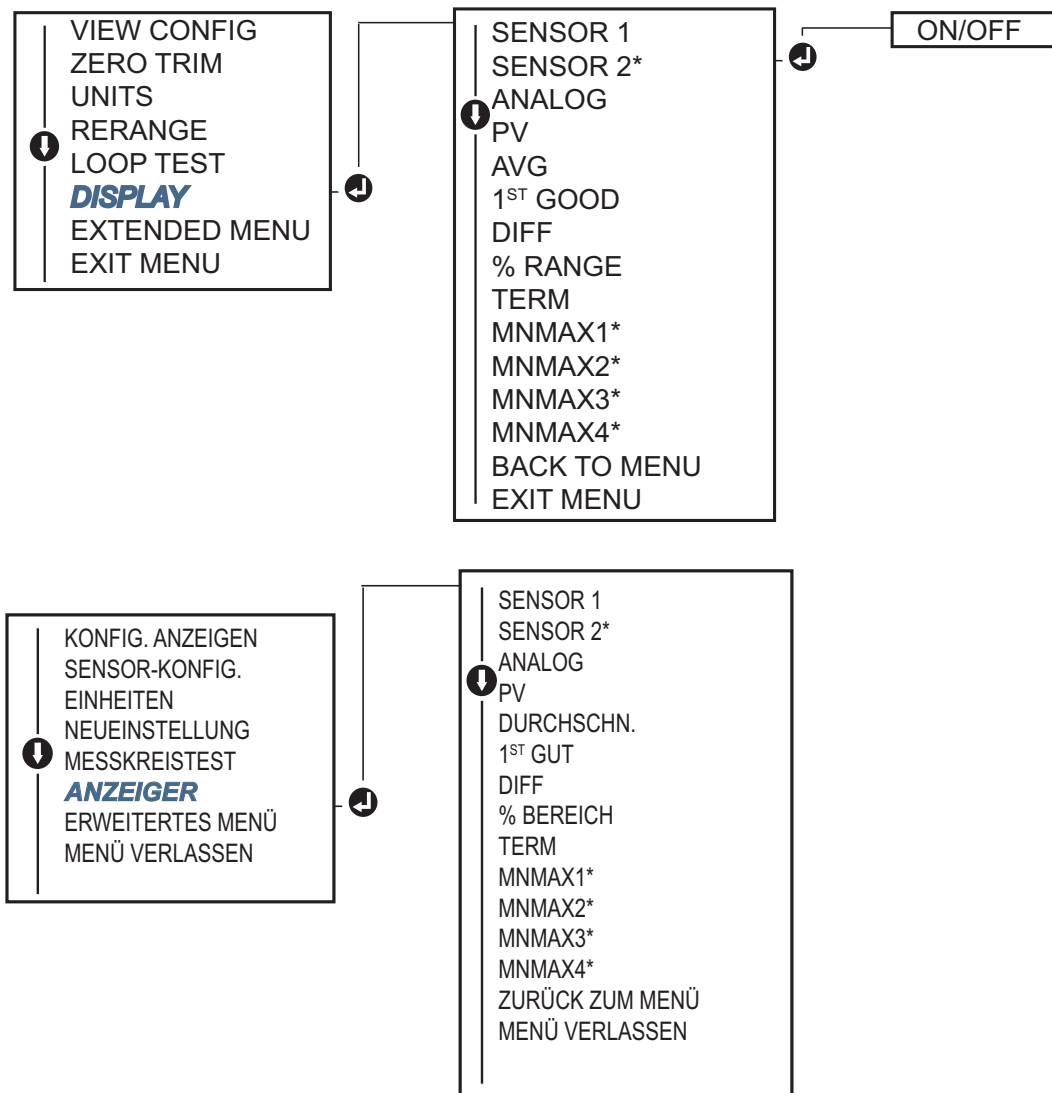 VIEW CONFIG
ZERO TRIM
UNITS
RERANGE
LOOP TEST
DISPLAY
EXTENDED MENU
EXIT MENU
SENSOR 1
SENSOR 2*
ANALOG
PV
AVG
1ST GOOD
DIFF
% RANGE
TERM
MNMAX1*
MNMAX2*
MNMAX3*
MNMAX4*
BACK TO MENU
EXIT MENU
ON/OFF
KONFIG. ANZEIGEN
SENSOR-KONFIG.
EINHEITEN
NEUEINSTELLUNG
MESSKREISTEST
ANZEIGER
ERWEITERTES MENÜ
MENÜ VERLASSEN
SENSOR 1
SENSOR 2*
ANALOG
PV
DURCHSCHN.
1ST GUT
DIFF
% BEREICH
TERM
MNMAX1*
MNMAX2*
MNMAX3*
MNMAX4*
ZURÜCK ZUM MENÜ
MENÜ VERLASSEN